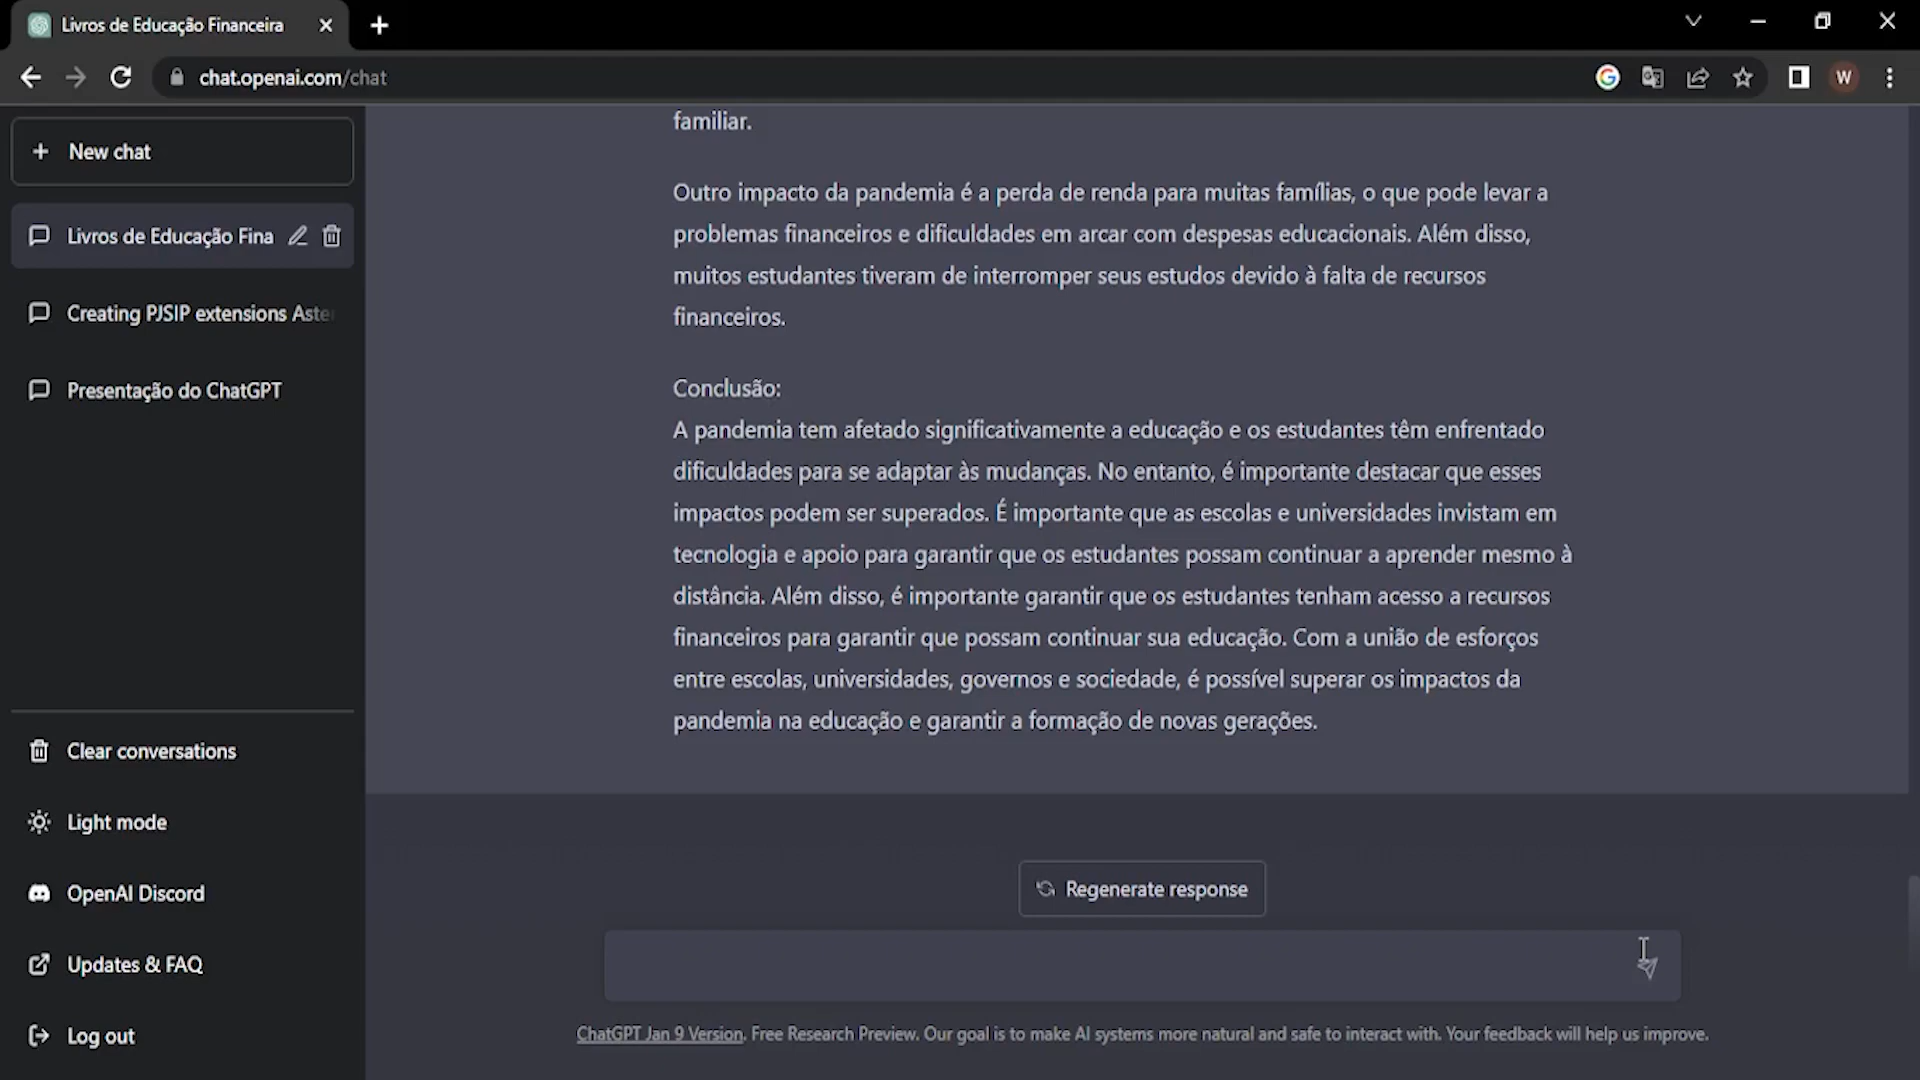 Livros de Educação Financeira
chat.openai.com/chat
W
New chat
Livros de Educação Fina
Creating PJSIP extensions Aste
Presentação do ChatGPT
Clear conversations
Light mode
OpenAI Discord
Updates & FAQ
Log out
familiar.
Outro impacto da pandemia é a perda de renda para muitas famílias, o que pode levar a
problemas financeiros e dificuldades em arcar com despesas educacionais. Além disso,
muitos estudantes tiveram de interromper seus estudos devido à falta de recursos
financeiros.
Conclusão:
A pandemia tem afetado significativamente a educação e os estudantes têm enfrentado
dificuldades para se adaptar às mudanças. No entanto, é importante destacar que esses
impactos podem ser superados. É importante que as escolas e universidades invistam em
tecnologia e apoio para garantir que os estudantes possam continuar a aprender mesmo à
distância. Além disso, é importante garantir que os estudantes tenham acesso a recursos
financeiros para garantir que possam continuar sua educação. Com a união de esforços
entre escolas, universidades, governos e sociedade, é possível superar os impactos da
pandemia na educação e garantir a formação de novas gerações.
Regenerate response
ChatGPT Jan 9 Version. Free Research Preview. Our goal is to make AI systems more natural and safe to interact with. Your feedback will help us improve.